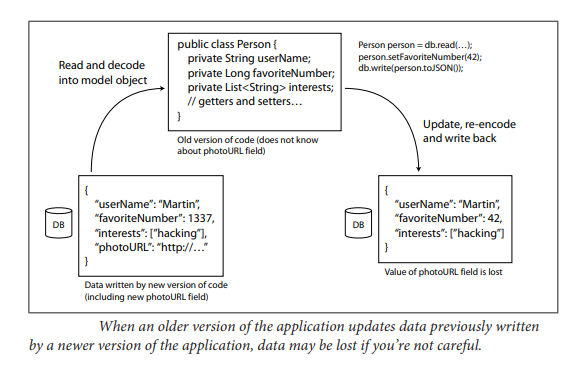 Read and decode
into model object
public class Person {
private String userName;
private Long favoriteNumber;
private List<String> interests;
// getters and setters…
}
Old version of code (does not know
about photoURL field)
Person person = db.read(…);
person.setFavoriteNumber(42);
db.write(person.toJSON());
Update, re-encode
and write back
DB
{
“userName”: “Martin”,
“favoriteNumber”: 1337,
“interests”: [“hacking”],
“photoURL”: “http://…”
}
Data written by new version of code
(including new photoURL field)
DB
{
“userName”: “Martin”,
“favoriteNumber”: 42,
“interests”: [“hacking”]
}
Value of photoURL field is lost
When an older version of the application updates data previously written
by a newer version of the application, data may be lost if you’re not careful.